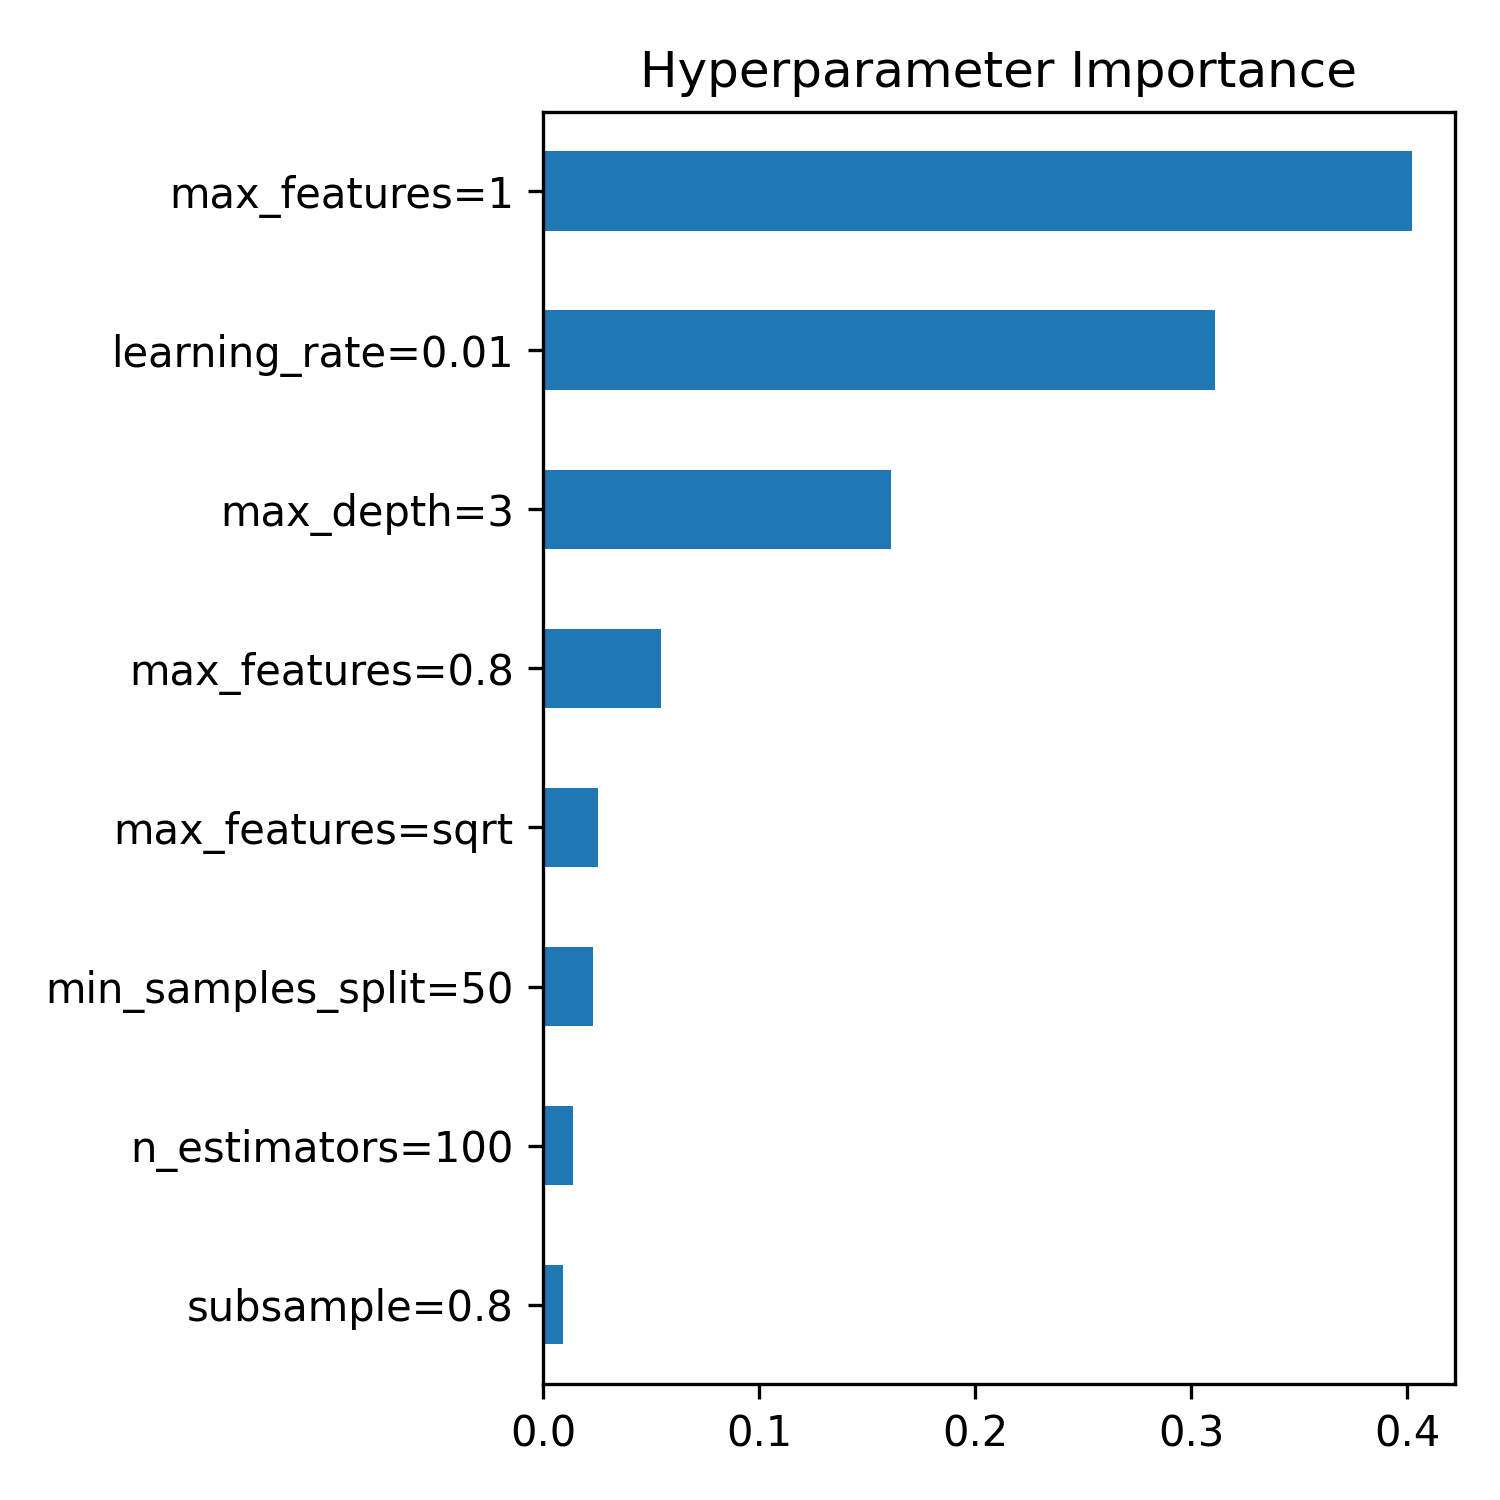 Hyperparameter Importance
max_features=1
learning_rate=0.01
max_depth=3
max_features=0.8
max_features=sqrt
min_samples_split=50
n_estimators=100
subsample=0.8
0.0 0.1 0.2 0.3 0.4